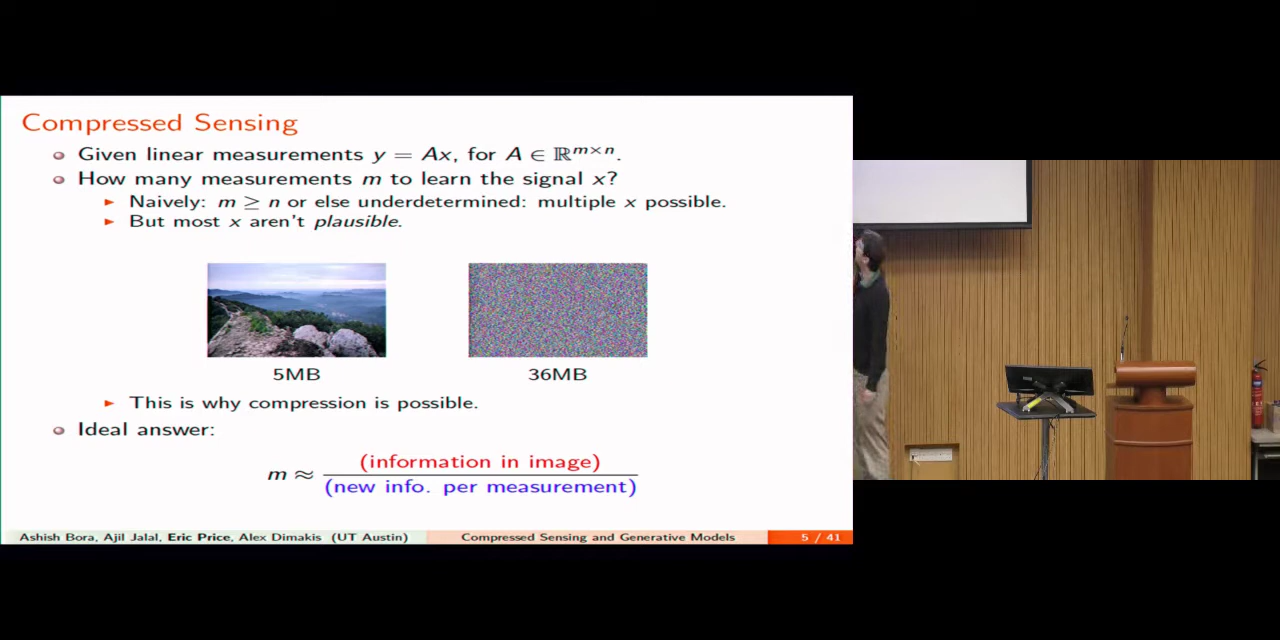 Compressed Sensing
Given linear measurements y = Ax, for A ∈ ℝ^{m×n}.
How many measurements m to learn the signal x?
Naively: m ≥ n or else underdetermined: multiple x possible.
But most x aren't plausible.
5MB
36MB
This is why compression is possible.
Ideal answer:
m ≈ (information in image)
(new info. per measurement)
Ashish Bora, Ajil Jalal, Eric Price, Alex Dimakis (UT Austin)
Compressed Sensing and Generative Models
5 / 41